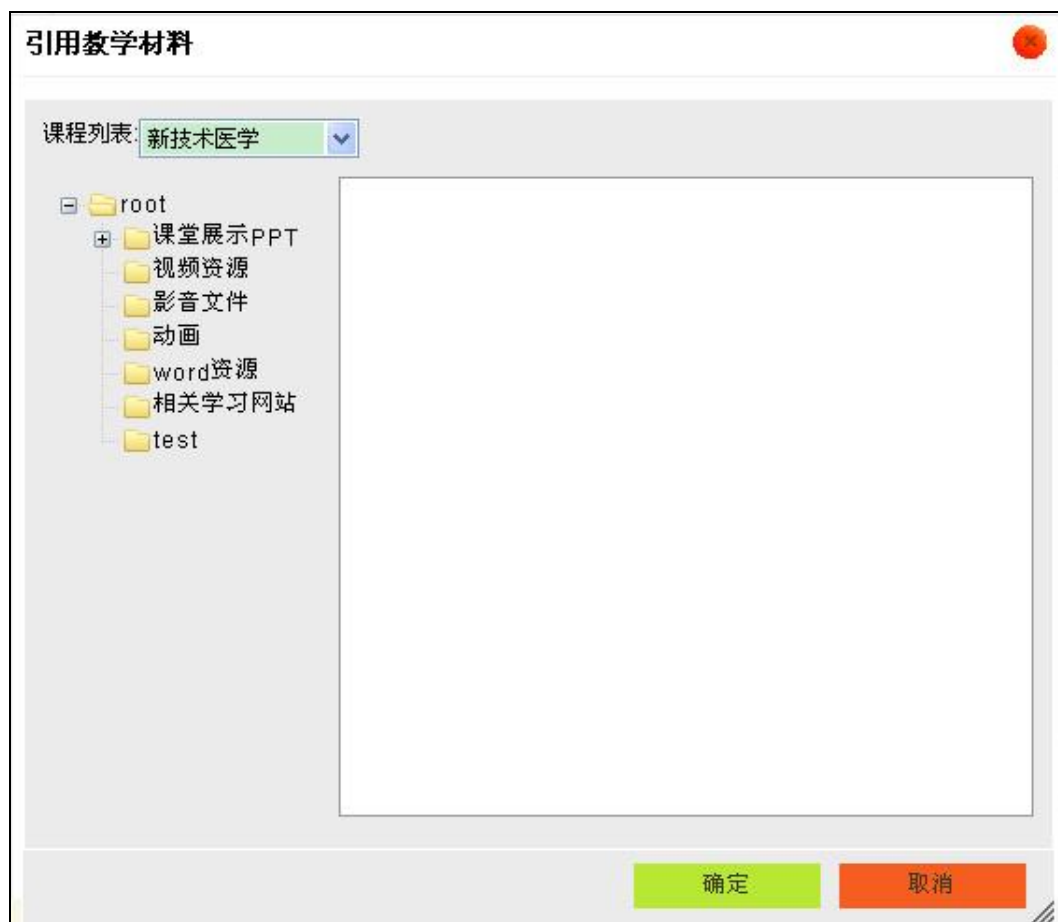 引用教学材料
课程列表: 新技术医学
root
课堂展示PPT
视频资源
影音文件
动画
word资源
相关学习网站
test
确定 取消